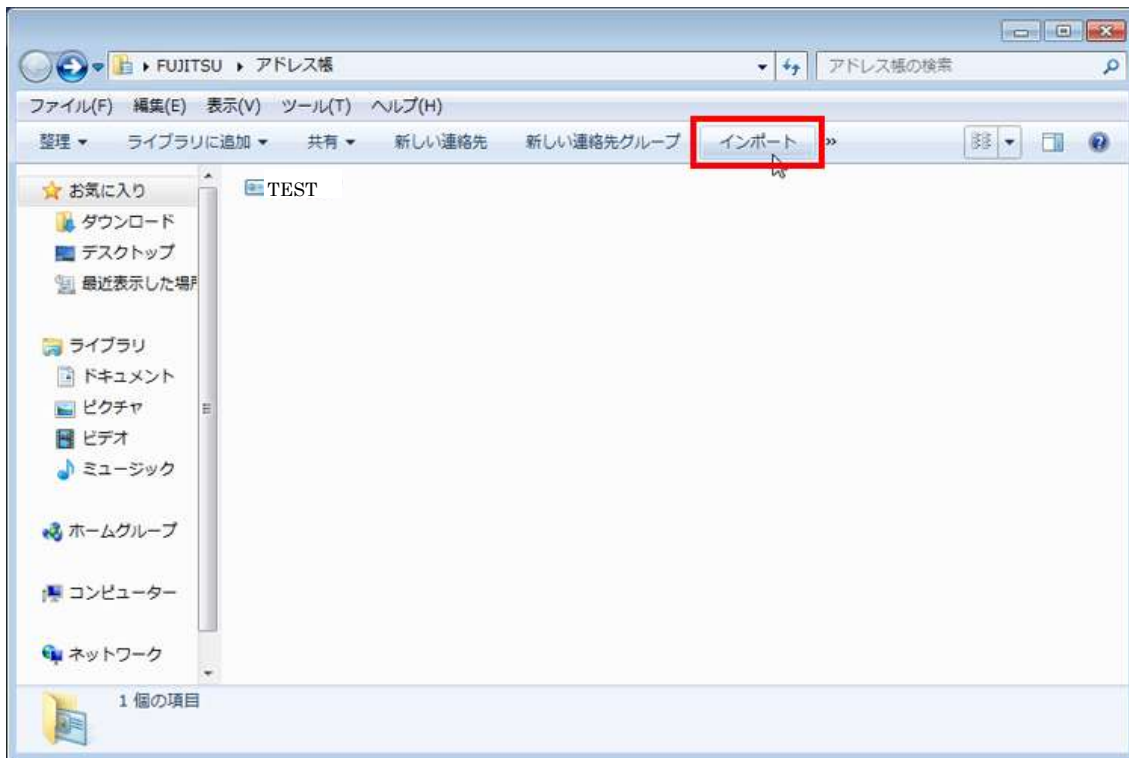 FUJITSU アドレス帳 アドレス帳の検索
ファイル(F) 編集(E) 表示(V) ツール(T) ヘルプ(H)
整理 ライブラリに追加 共有 新しい連絡先 新しい連絡先グループ インポート »
お気に入り
ダウンロード
デスクトップ
最近表示した場所
ライブラリ
ドキュメント
ピクチャ
ビデオ
ミュージック
ホームグループ
コンピューター
ネットワーク
TEST
1 個の項目